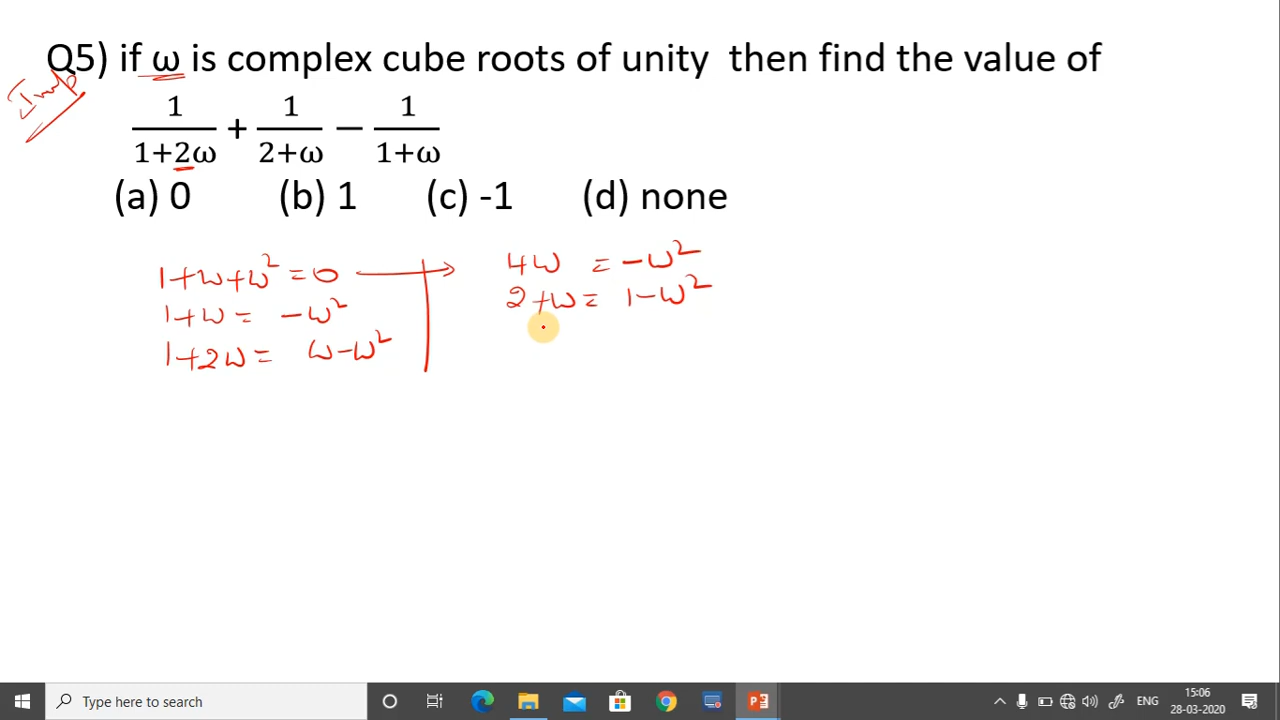 Q5) if ω is complex cube roots of unity then find the value of
Imp
1/1+2ω + 1/2+ω − 1/1+ω
(a) 0 (b) 1 (c) -1 (d) none
1+ω+ω² = 0
1+ω = -ω²
1+2ω = ω-ω²
4ω = -ω²
2+ω = 1-ω²
Type here to search
ENG
15:06
28-03-2020